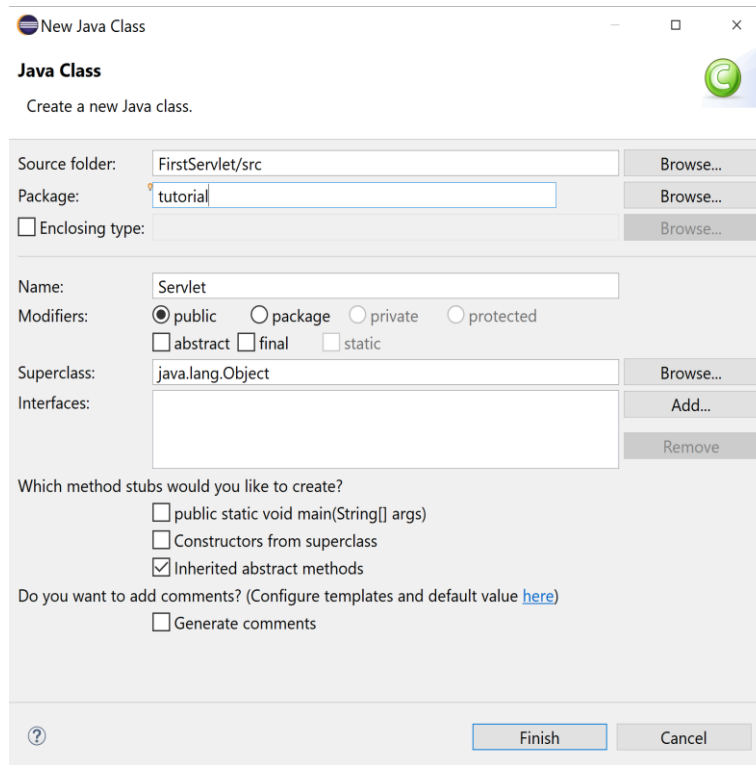 New Java Class
Java Class
Create a new Java class.
Source folder: FirstServlet/src Browse...
Package: tutorial Browse...
Enclosing type: Browse...
Name: Servlet
Modifiers: public package private protected
abstract final static
Superclass: java.lang.Object Browse...
Interfaces: Add...
Remove
Which method stubs would you like to create?
public static void main(String[] args)
Constructors from superclass
Inherited abstract methods
Do you want to add comments? (Configure templates and default value here)
Generate comments
? Finish Cancel